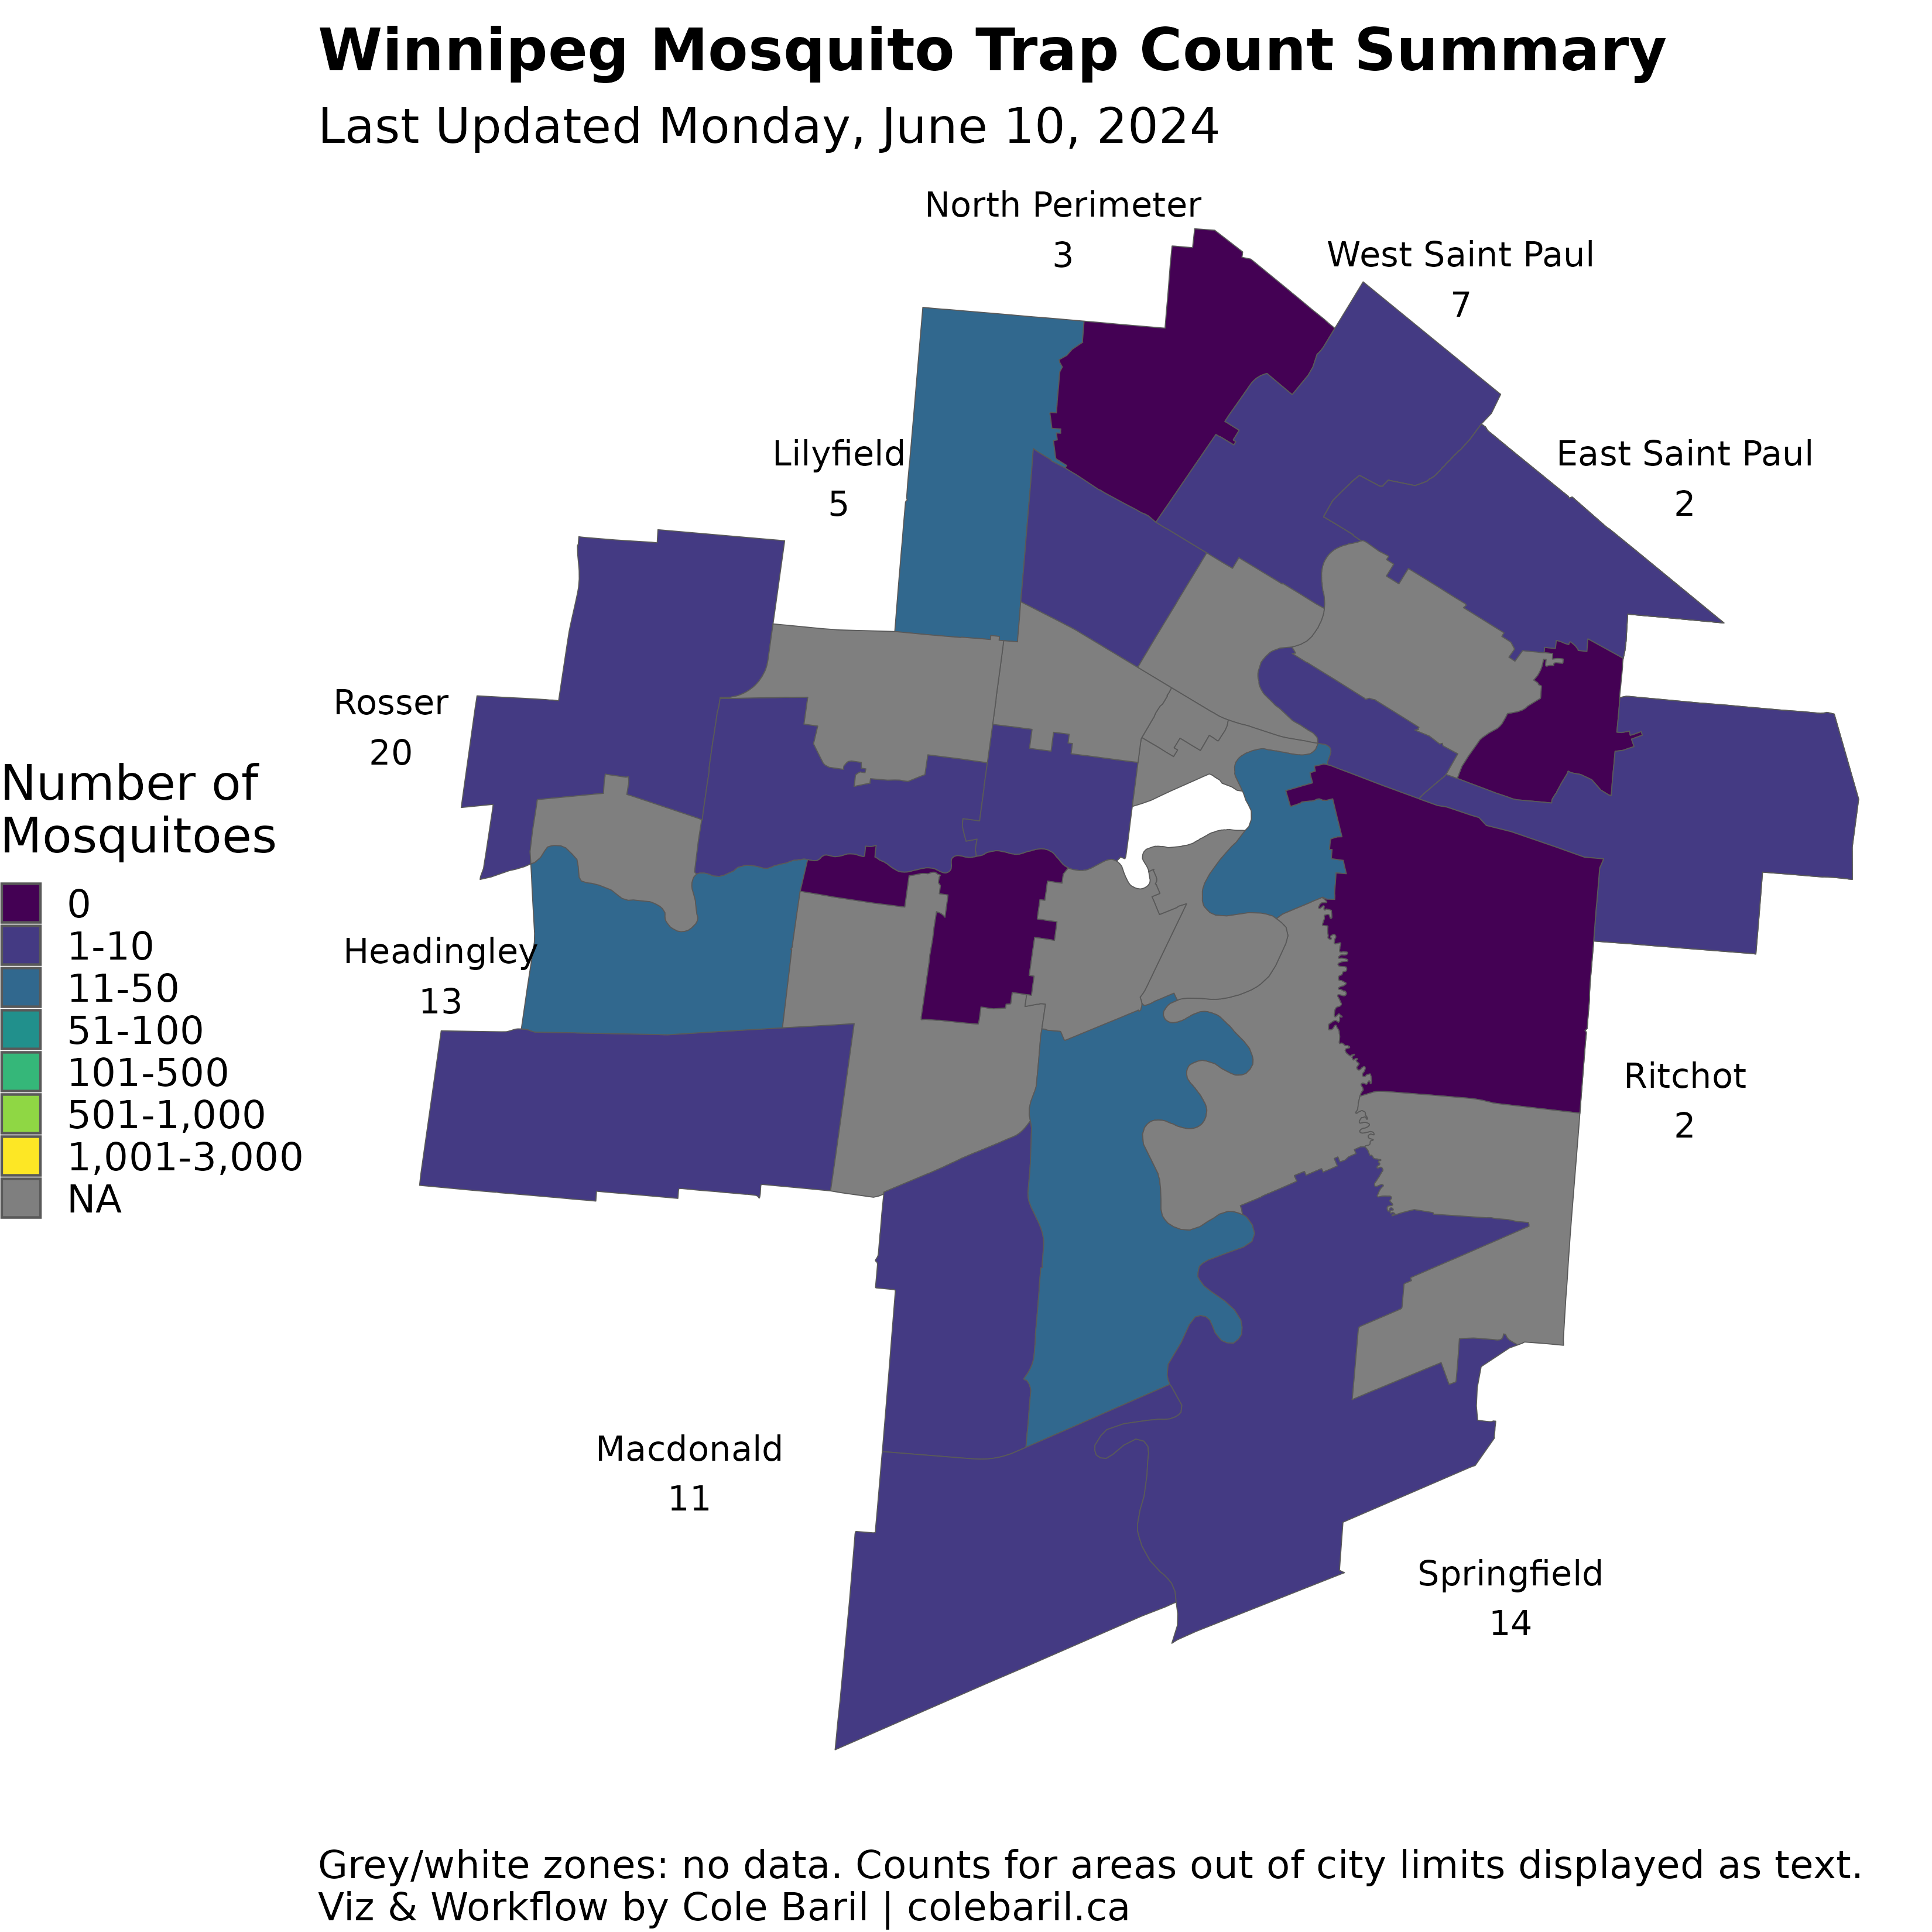 Winnipeg Mosquito Trap Count Summary
Last Updated Monday, June 10, 2024
North Perimeter
3
West Saint Paul
7
Lilyfield
5
East Saint Paul
2
Rosser
20
Number of
Mosquitoes
0
1-10
11-50
51-100
101-500
501-1,000
1,001-3,000
NA
Headingley
13
Ritchot
2
Macdonald
11
Springfield
14
Grey/white zones: no data. Counts for areas out of city limits displayed as text.
Viz & Workflow by Cole Baril | colebaril.ca